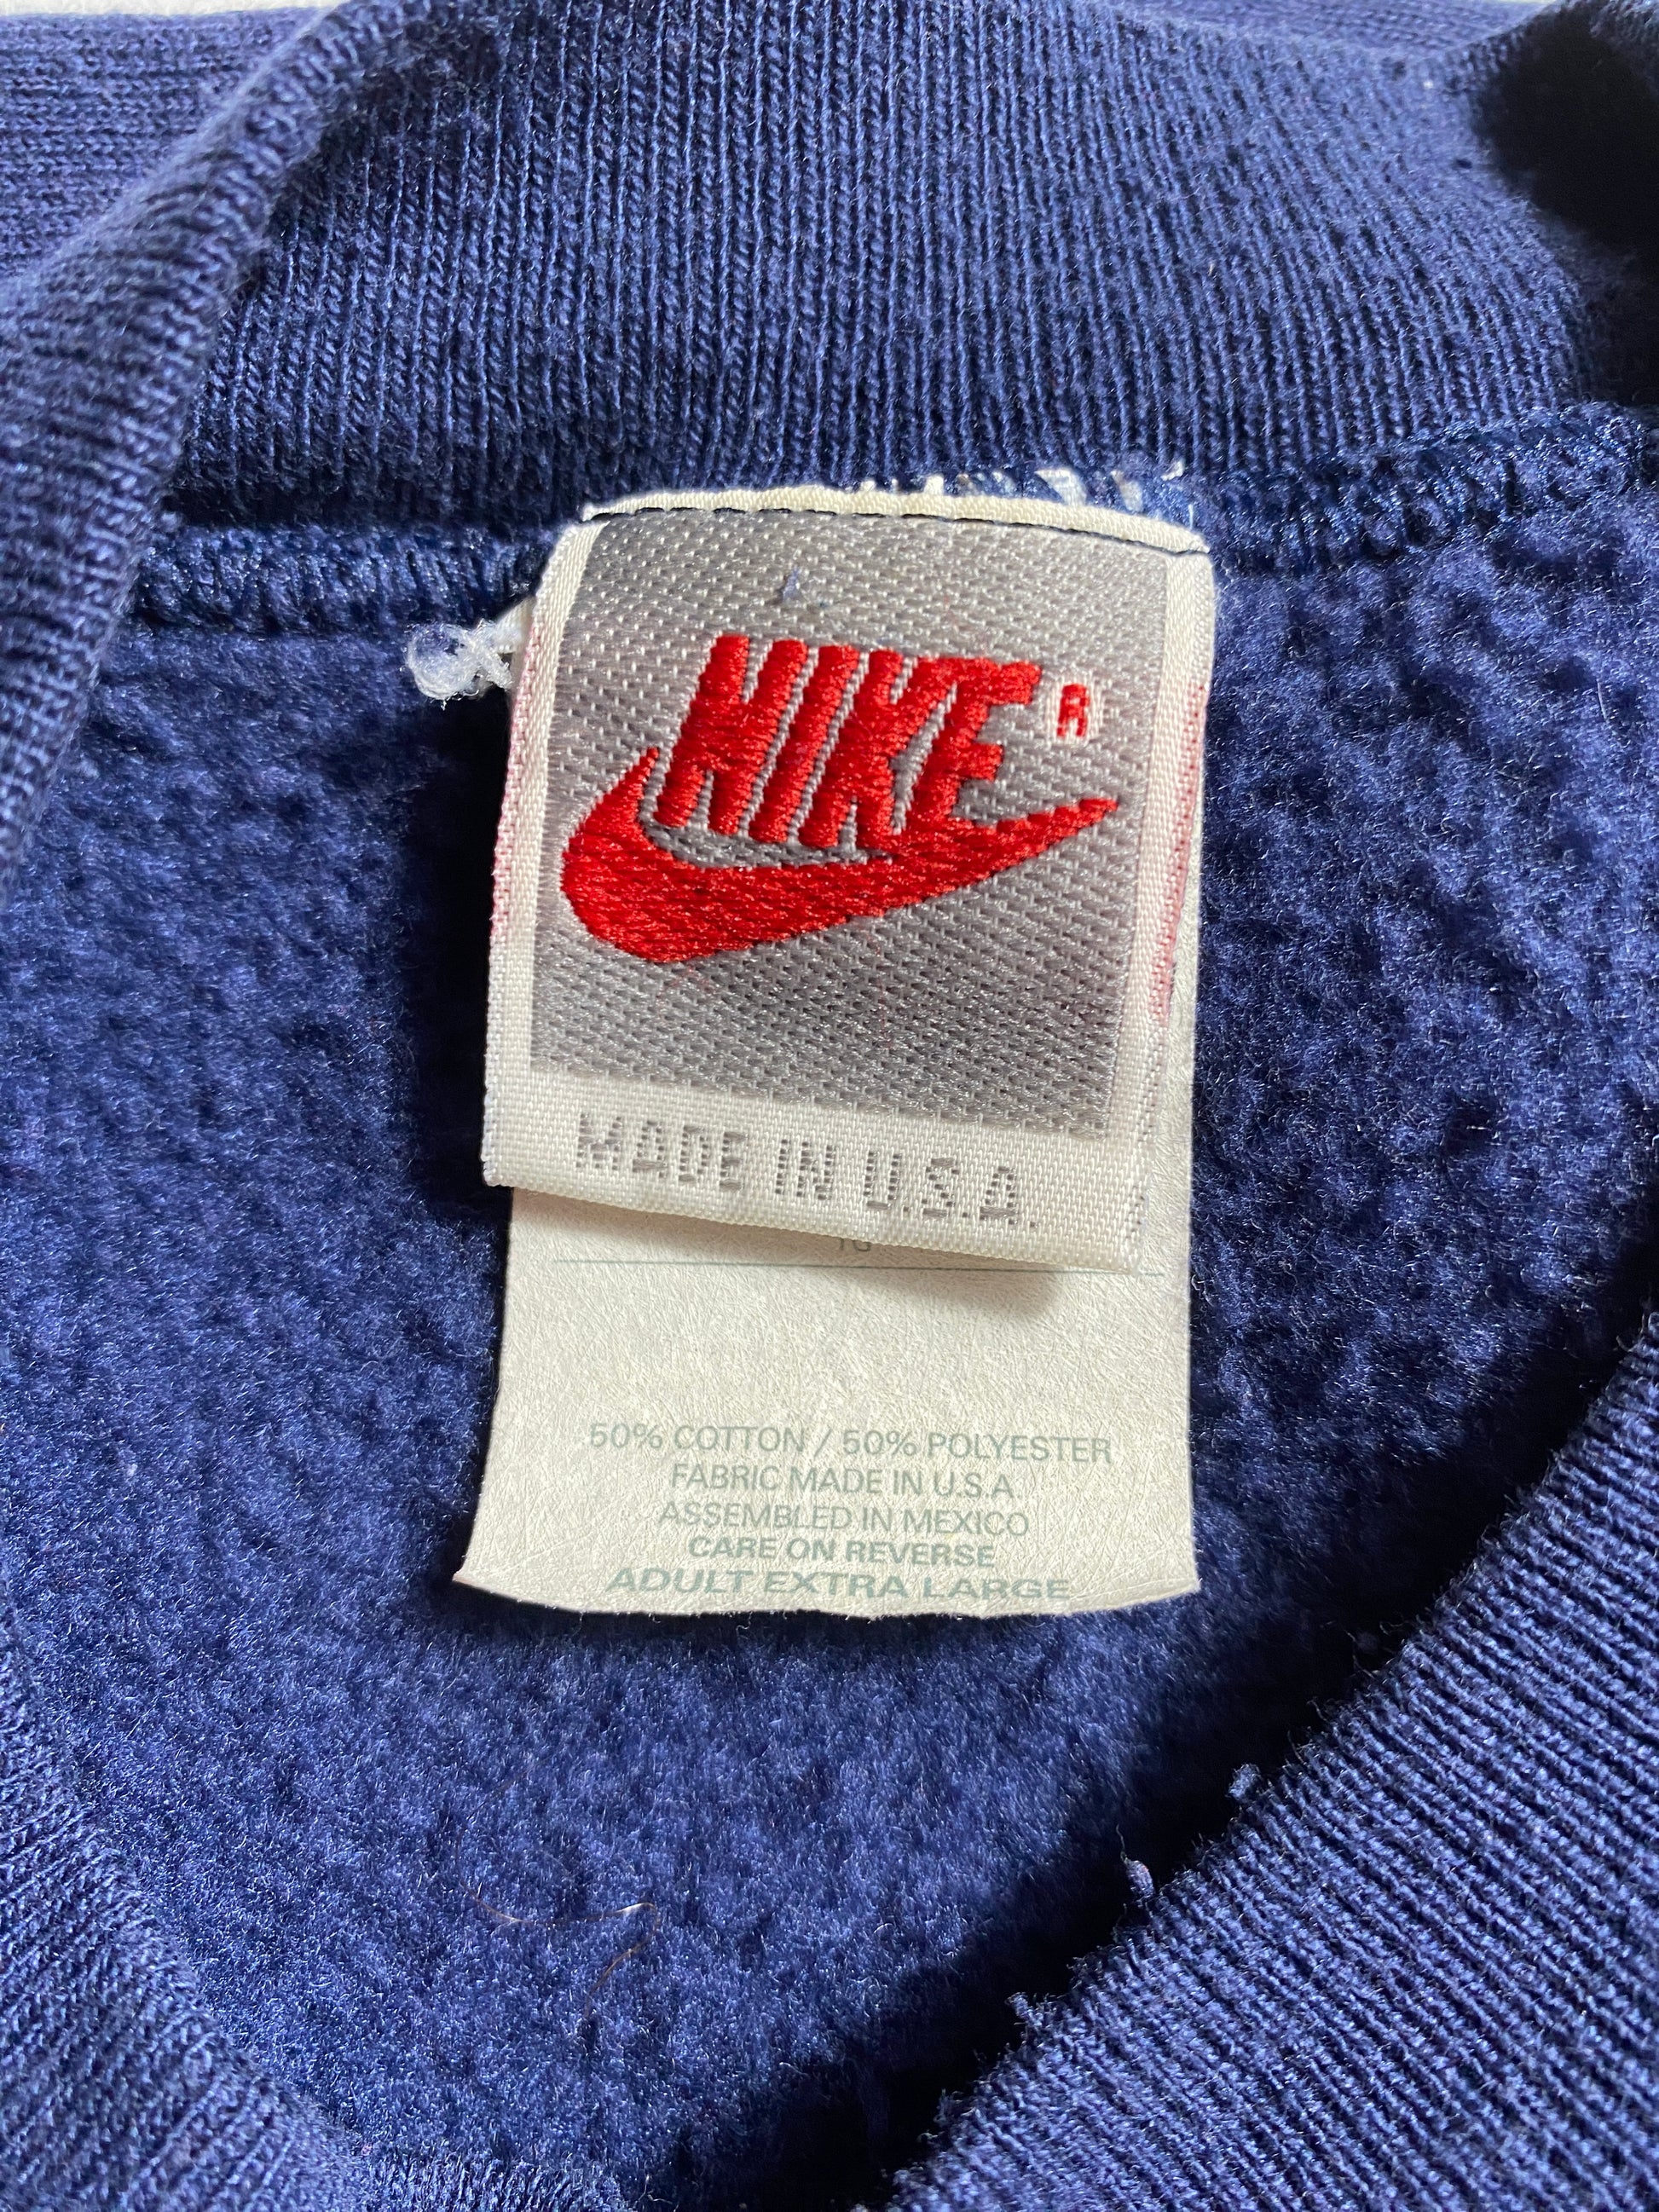 NIKE ®
MADE IN U.S.A.
50% COTTON / 50% POLYESTER
FABRIC MADE IN U.S.A
ASSEMBLED IN MEXICO
CARE ON REVERSE
ADULT EXTRA LARGE